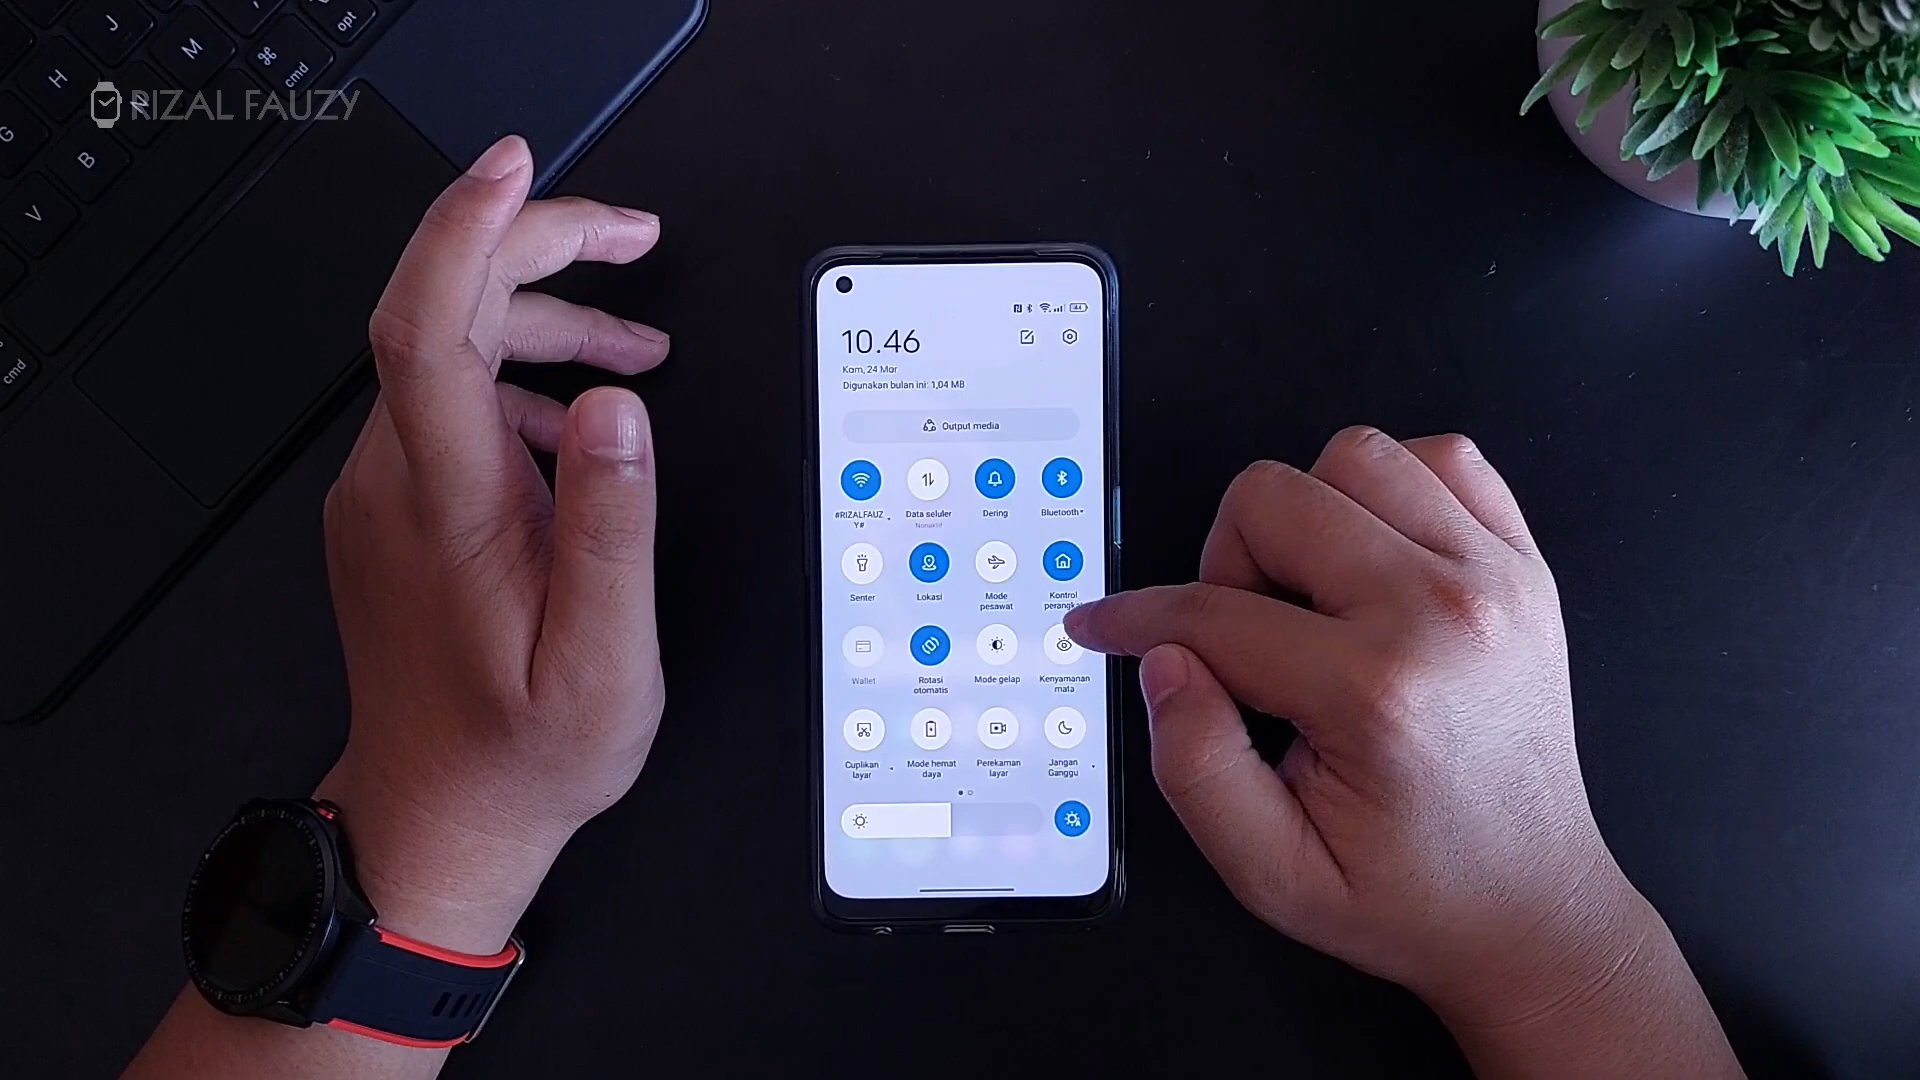 J
opt
H
M
⌘
cmd
RIZAL FAUZY
N
G
B
V
cmd
10.46
Kam, 24 Mar
Digunakan bulan ini: 1,04 MB
Output media
#RIZALFAUZ
Y#
Data seluler
Nonaktif
Dering
Bluetooth
Senter
Lokasi
Mode
pesawat
Kontrol
perangkat
Wallet
Rotasi
otomatis
Mode gelap
Kenyamanan
mata
Cuplikan
layar
Mode hemat
daya
Perekaman
layar
Jangan
Ganggu